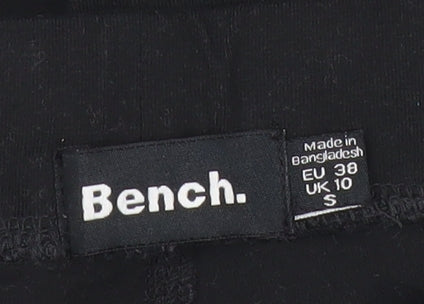 Bench.
Made in
Bangladesh
EU 38
UK 10
S